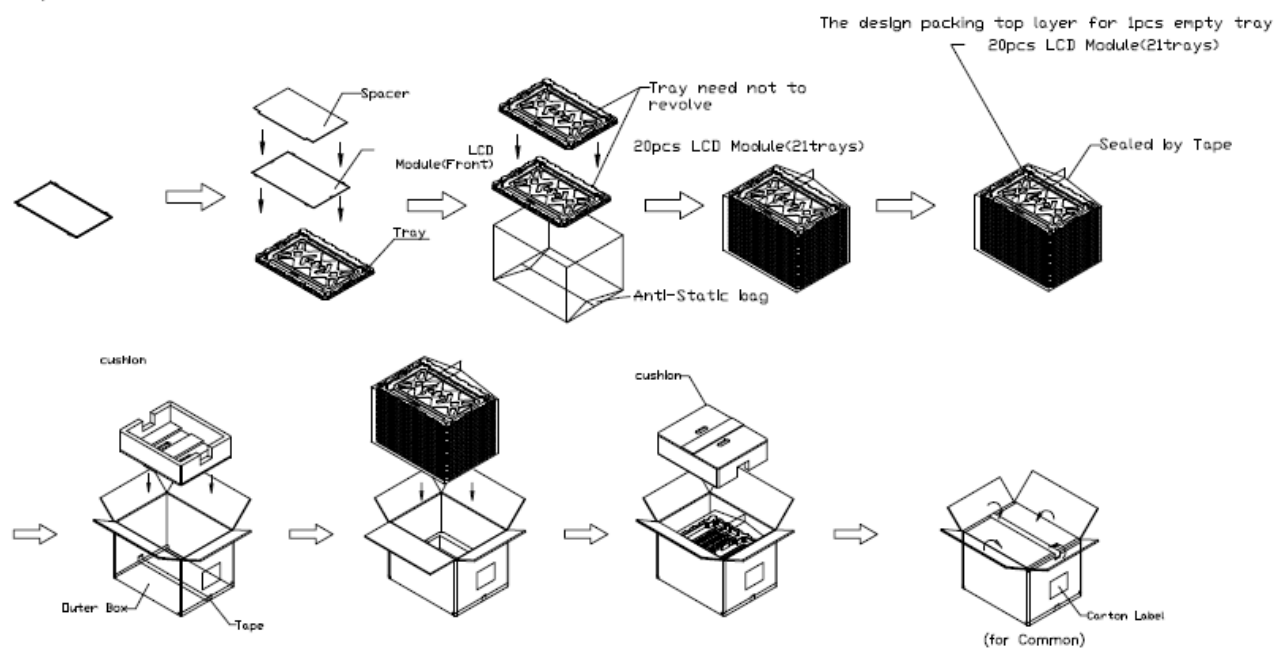 The design packing top layer for 1pcs empty tray
20pcs LCD Module(21trays)
Spacer
Tray need not to
revolve
LCD
Module(Front)
20pcs LCD Module(21trays)
Sealed by Tape
Tray
Anti-Static bag
cushion
cushion
Outer Box
Tape
Carton Label
(for Common)